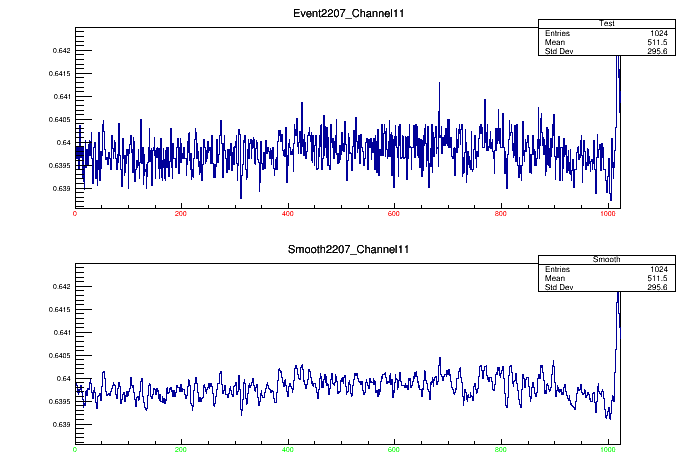 Event2207_Channel11
Test
Entries 1024
Mean 511.5
Std Dev 295.6
0.642
0.6415
0.641
0.6405
0.64
0.6395
0.639
0 200 400 600 800 1000
Smooth2207_Channel11
Smooth
Entries 1024
Mean 511.5
Std Dev 295.6
0.642
0.6415
0.641
0.6405
0.64
0.6395
0.639
0 200 400 600 800 1000